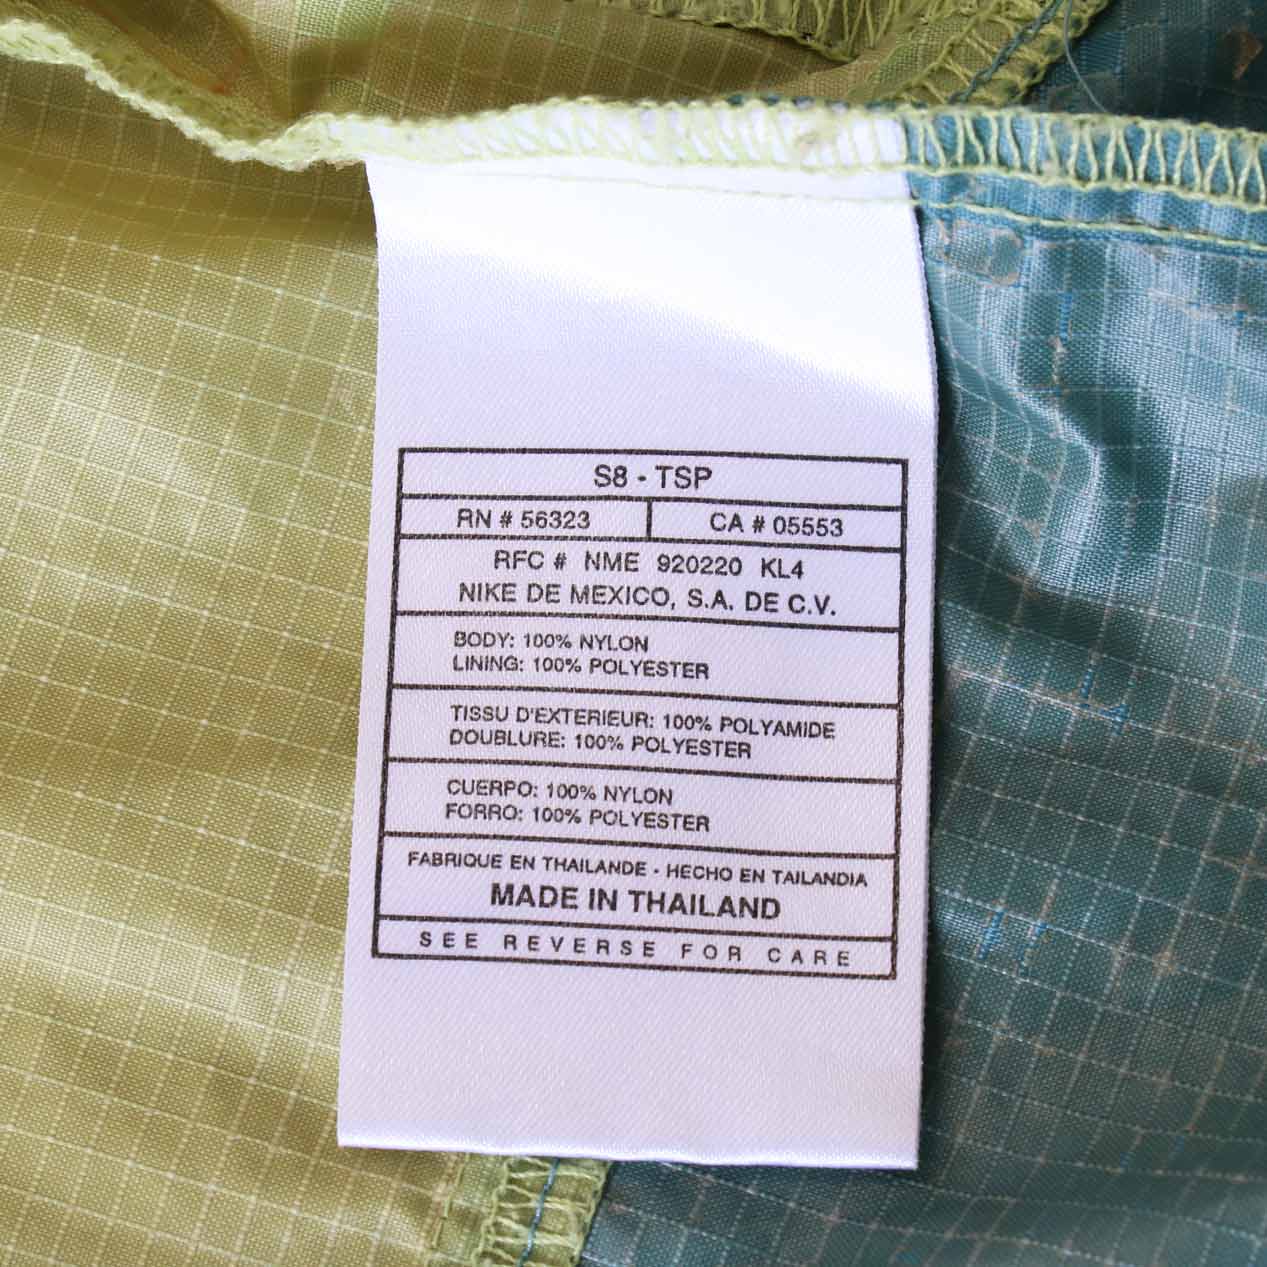 S8 - TSP
RN # 56323 CA # 05553
RFC # NME 920220 KL4
NIKE DE MEXICO, S.A. DE C.V.
BODY: 100% NYLON
LINING: 100% POLYESTER
TISSU D'EXTERIEUR: 100% POLYAMIDE
DOUBLURE: 100% POLYESTER
CUERPO: 100% NYLON
FORRO: 100% POLYESTER
FABRIQUE EN THAILANDE - HECHO EN TAILANDIA
MADE IN THAILAND
SEE REVERSE FOR CARE